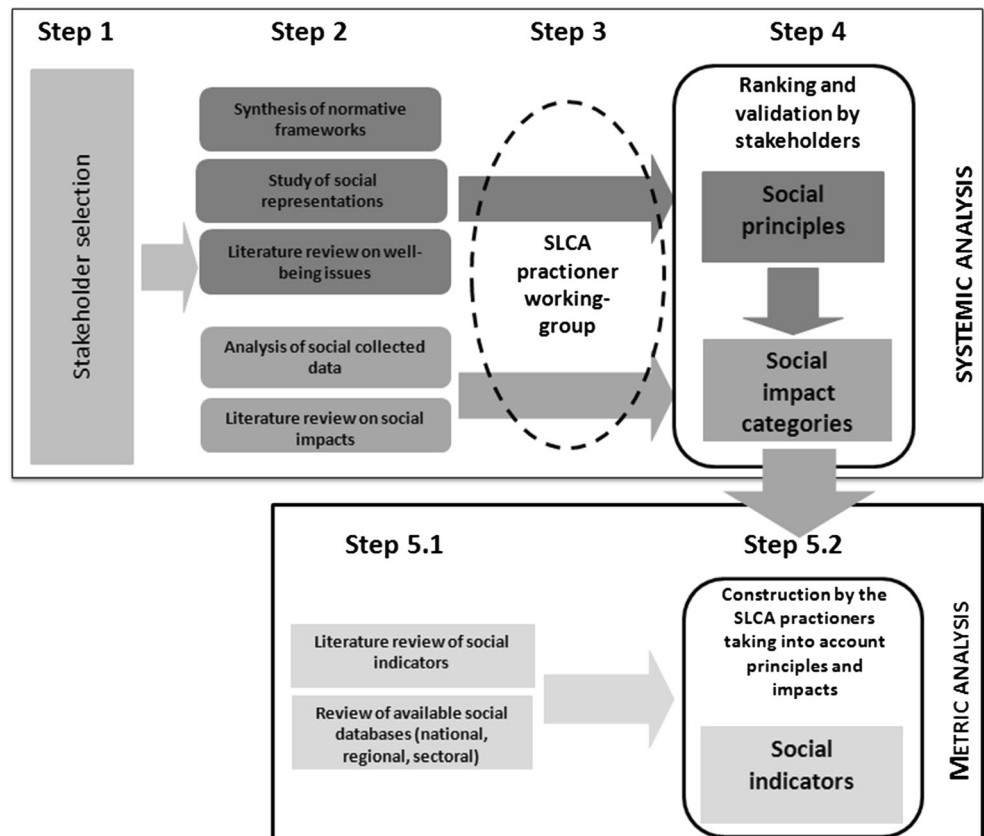 Step 1
Step 2
Step 3
Step 4
Stakeholder selection
Synthesis of normative
frameworks
Study of social
representations
Literature review on well-
being issues
Analysis of social collected
data
Literature review on social
impacts
SLCA
practioner
working-
group
Ranking and
validation by
stakeholders
Social
principles
Social
impact
categories
SYSTEMIC ANALYSIS
Step 5.1
Step 5.2
Literature review of social
indicators
Review of available social
databases (national,
regional, sectoral)
Construction by the
SLCA practioners
taking into account
principles and
impacts
Social
indicators
METRIC ANALYSIS